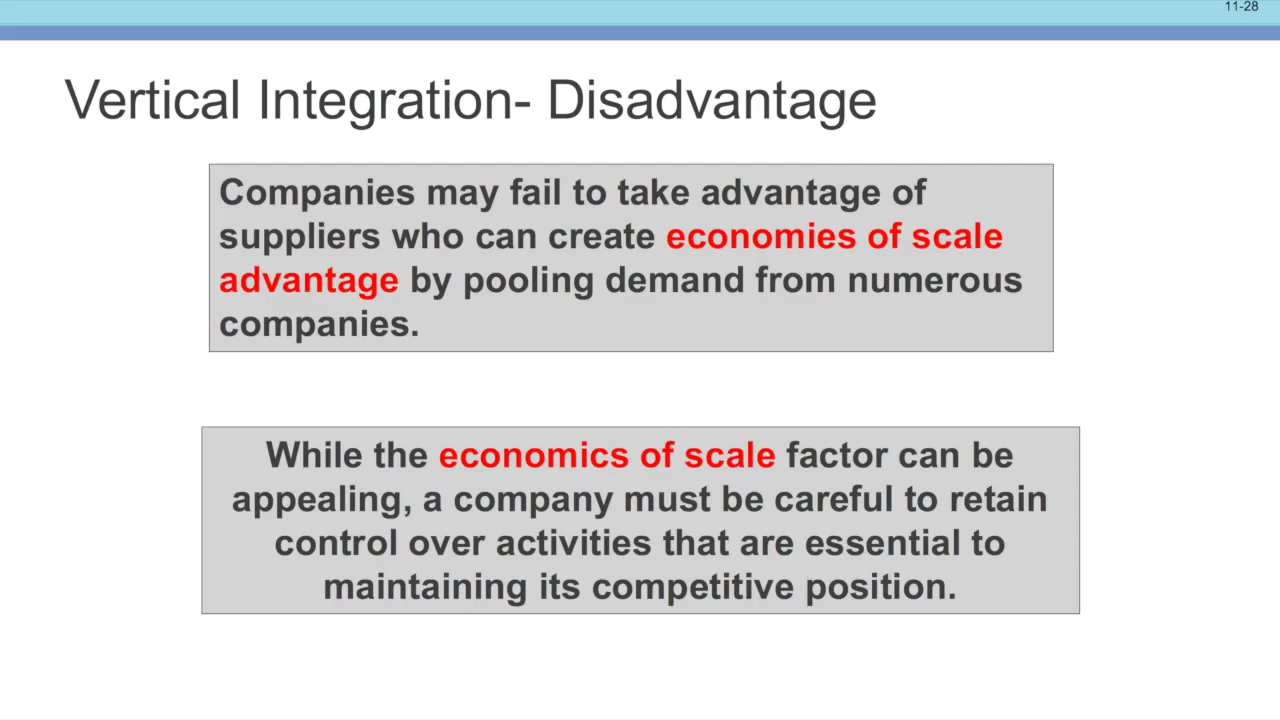 11-28
Vertical Integration- Disadvantage
Companies may fail to take advantage of
suppliers who can create economies of scale
advantage by pooling demand from numerous
companies.
While the economics of scale factor can be
appealing, a company must be careful to retain
control over activities that are essential to
maintaining its competitive position.